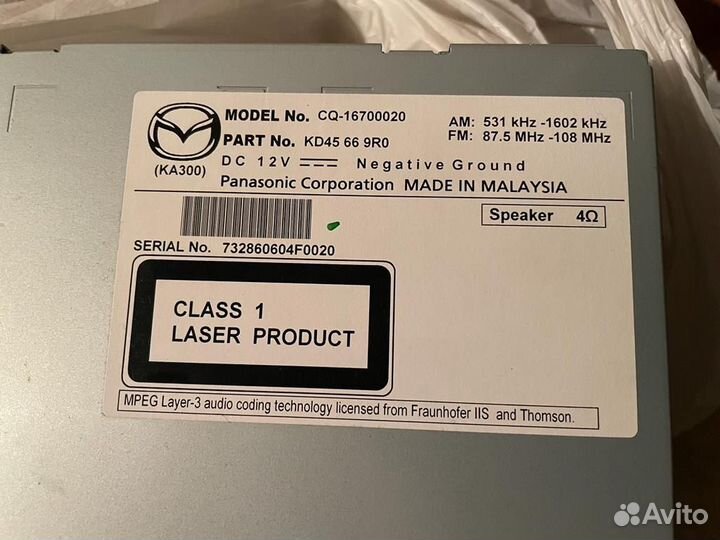 MODEL No. CQ-16700020
AM: 531 kHz -1602 kHz
PART No. KD45 66 9R0
FM: 87.5 MHz -108 MHz
(KA300)
DC 12V Negative Ground
Panasonic Corporation MADE IN MALAYSIA
Speaker 4Ω
SERIAL No. 732860604F0020
CLASS 1
LASER PRODUCT
MPEG Layer-3 audio coding technology licensed from Fraunhofer IIS and Thomson.
Avito